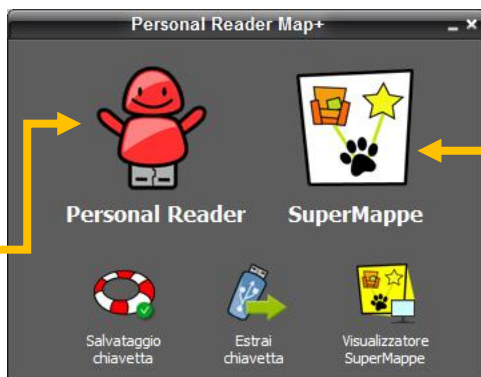 Personal Reader Map+
Personal Reader
SuperMappe
Salvataggio
chiavetta
Estrai
chiavetta
Visualizzatore
SuperMappe